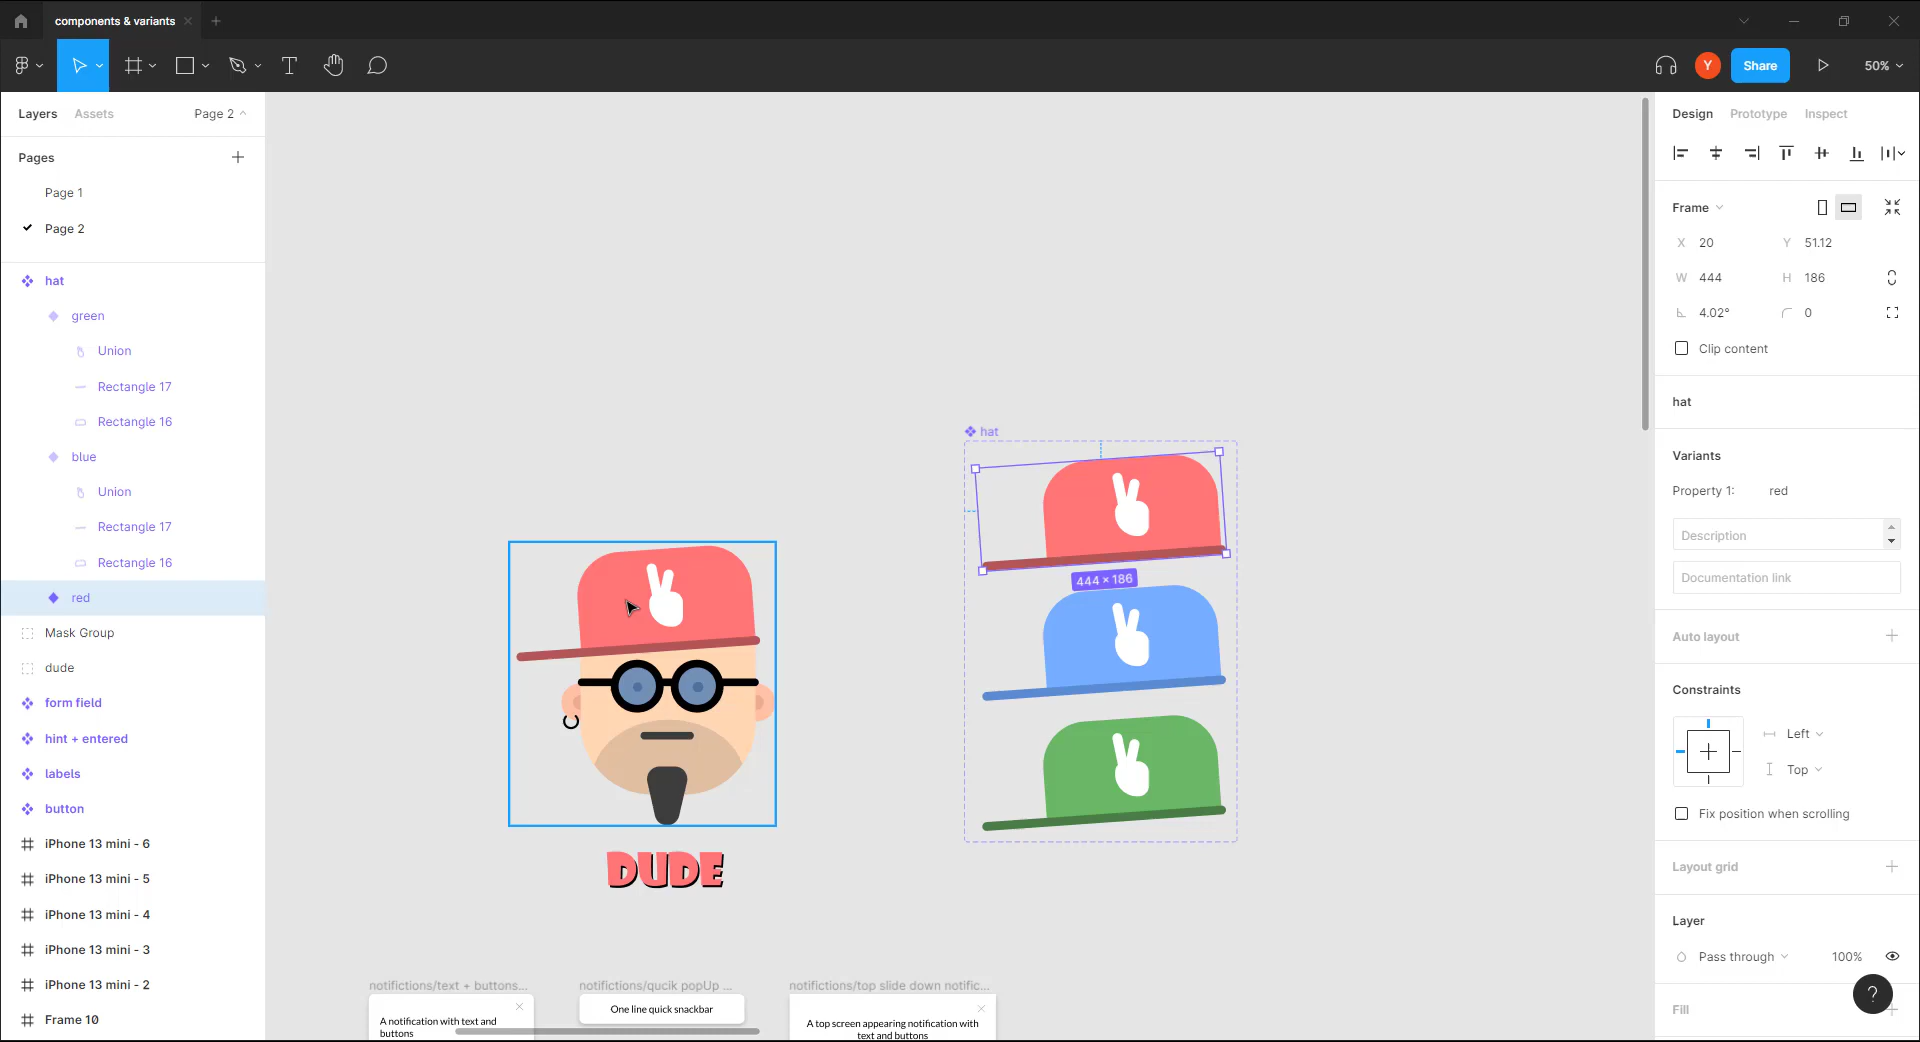 components & variants
Share
50%
Layers
Assets
Page 2
Pages
Page 1
Page 2
hat
green
Union
Rectangle 17
Rectangle 16
blue
Union
Rectangle 17
Rectangle 16
red
Mask Group
dude
form field
hint + entered
labels
button
iPhone 13 mini - 6
iPhone 13 mini - 5
iPhone 13 mini - 4
iPhone 13 mini - 3
iPhone 13 mini - 2
Frame 10
hat
444 × 186
DUDE
notifictions/text + buttons...
A notification with text and
buttons
notifictions/qucik popUp ...
One line quick snackbar
notifictions/top slide down notific...
A top screen appearing notification with
text and buttons
Y
Design
Prototype
Inspect
Frame
X 20
Y 51.12
W 444
H 186
4.02°
0
Clip content
hat
Variants
Property 1: red
Description
Documentation link
Auto layout
Constraints
Left
Top
Fix position when scrolling
Layout grid
Layer
Pass through
100%
?
Fill